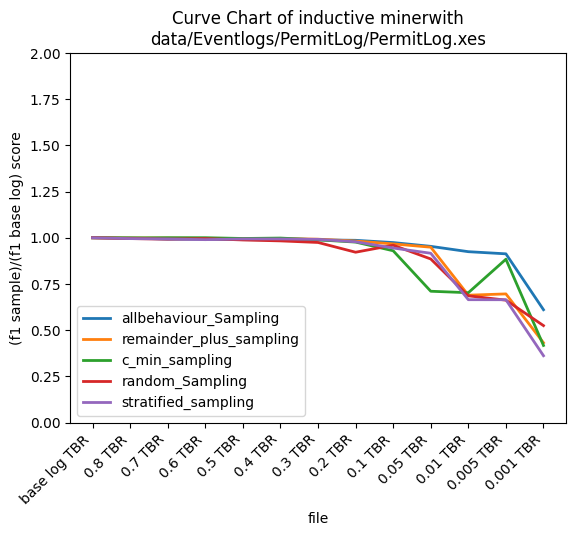 Curve Chart of inductive minerwith
data/Eventlogs/PermitLog/PermitLog.xes
(f1 sample)/(f1 base log) score
2.00
1.75
1.50
1.25
1.00
0.75
0.50
0.25
0.00
allbehaviour_Sampling
remainder_plus_sampling
c_min_sampling
random_Sampling
stratified_sampling
base log TBR
0.8 TBR
0.7 TBR
0.6 TBR
0.5 TBR
0.4 TBR
0.3 TBR
0.2 TBR
0.1 TBR
0.05 TBR
0.01 TBR
0.005 TBR
0.001 TBR
file